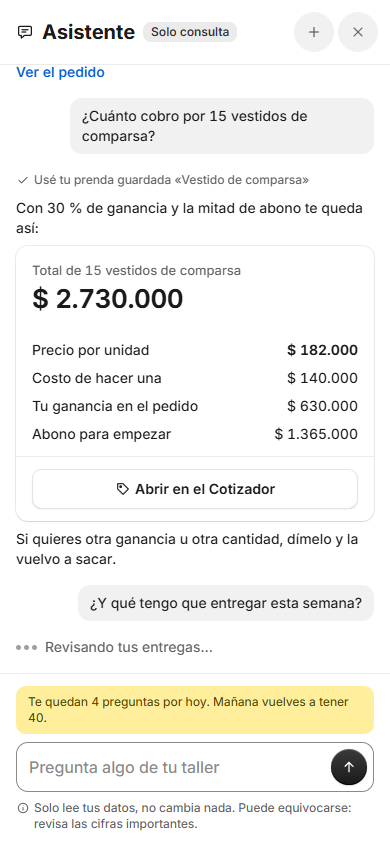 Asistente Solo consulta
Ver el pedido
¿Cuánto cobro por 15 vestidos de
comparsa?
Usé tu prenda guardada «Vestido de comparsa»
Con 30 % de ganancia y la mitad de abono te queda
así:
Total de 15 vestidos de comparsa
$ 2.730.000
Precio por unidad $ 182.000
Costo de hacer una $ 140.000
Tu ganancia en el pedido $ 630.000
Abono para empezar $ 1.365.000
Abrir en el Cotizador
Si quieres otra ganancia u otra cantidad, dímelo y la
vuelvo a sacar.
¿Y qué tengo que entregar esta semana?
Revisando tus entregas...
Te quedan 4 preguntas por hoy. Mañana vuelves a tener
40.
Pregunta algo de tu taller
Solo lee tus datos, no cambia nada. Puede equivocarse:
revisa las cifras importantes.